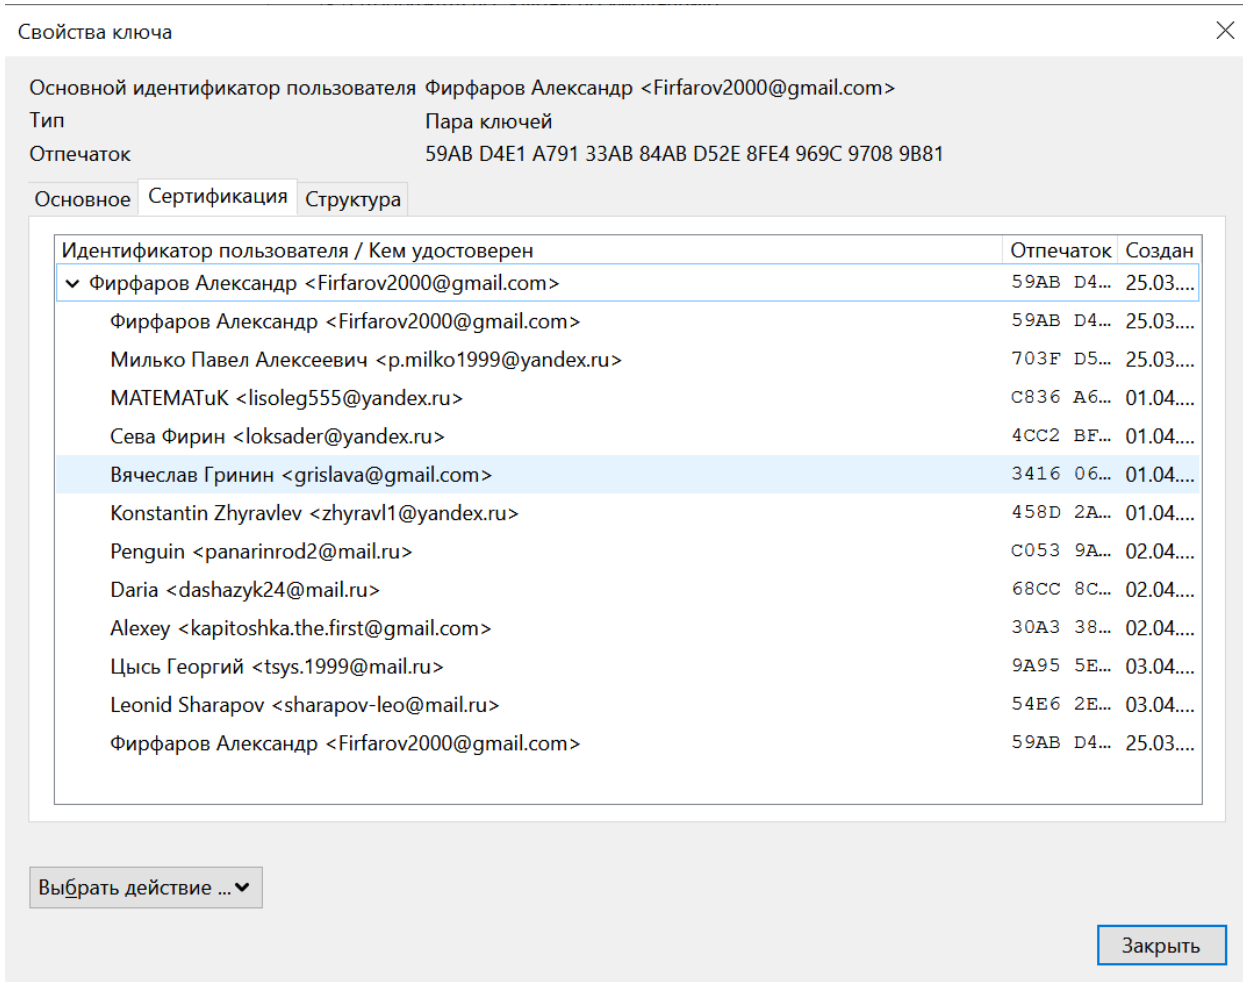 Свойства ключа
Основной идентификатор пользователя Фирфаров Александр <Firfarov2000@gmail.com>
Тип Пара ключей
Отпечаток 59AB D4E1 A791 33AB 84AB D52E 8FE4 969C 9708 9B81
Основное Сертификация Структура
Идентификатор пользователя / Кем удостоверен Отпечаток Создан
Фирфаров Александр <Firfarov2000@gmail.com> 59AB D4... 25.03....
Фирфаров Александр <Firfarov2000@gmail.com> 59AB D4... 25.03....
Милько Павел Алексеевич <p.milko1999@yandex.ru> 703F D5... 25.03....
MATEMATuK <lisoleg555@yandex.ru> C836 A6... 01.04....
Сева Фирин <loksader@yandex.ru> 4CC2 BF... 01.04....
Вячеслав Гринин <grislava@gmail.com> 3416 06... 01.04....
Konstantin Zhyravlev <zhyravl1@yandex.ru> 458D 2A... 01.04....
Penguin <panarinrod2@mail.ru> C053 9A... 02.04....
Daria <dashazyk24@mail.ru> 68CC 8C... 02.04....
Alexey <kapitoshka.the.first@gmail.com> 30A3 38... 02.04....
Цысь Георгий <tsys.1999@mail.ru> 9A95 5E... 03.04....
Leonid Sharapov <sharapov-leo@mail.ru> 54E6 2E... 03.04....
Фирфаров Александр <Firfarov2000@gmail.com> 59AB D4... 25.03....
Выбрать действие ...
Закрыть